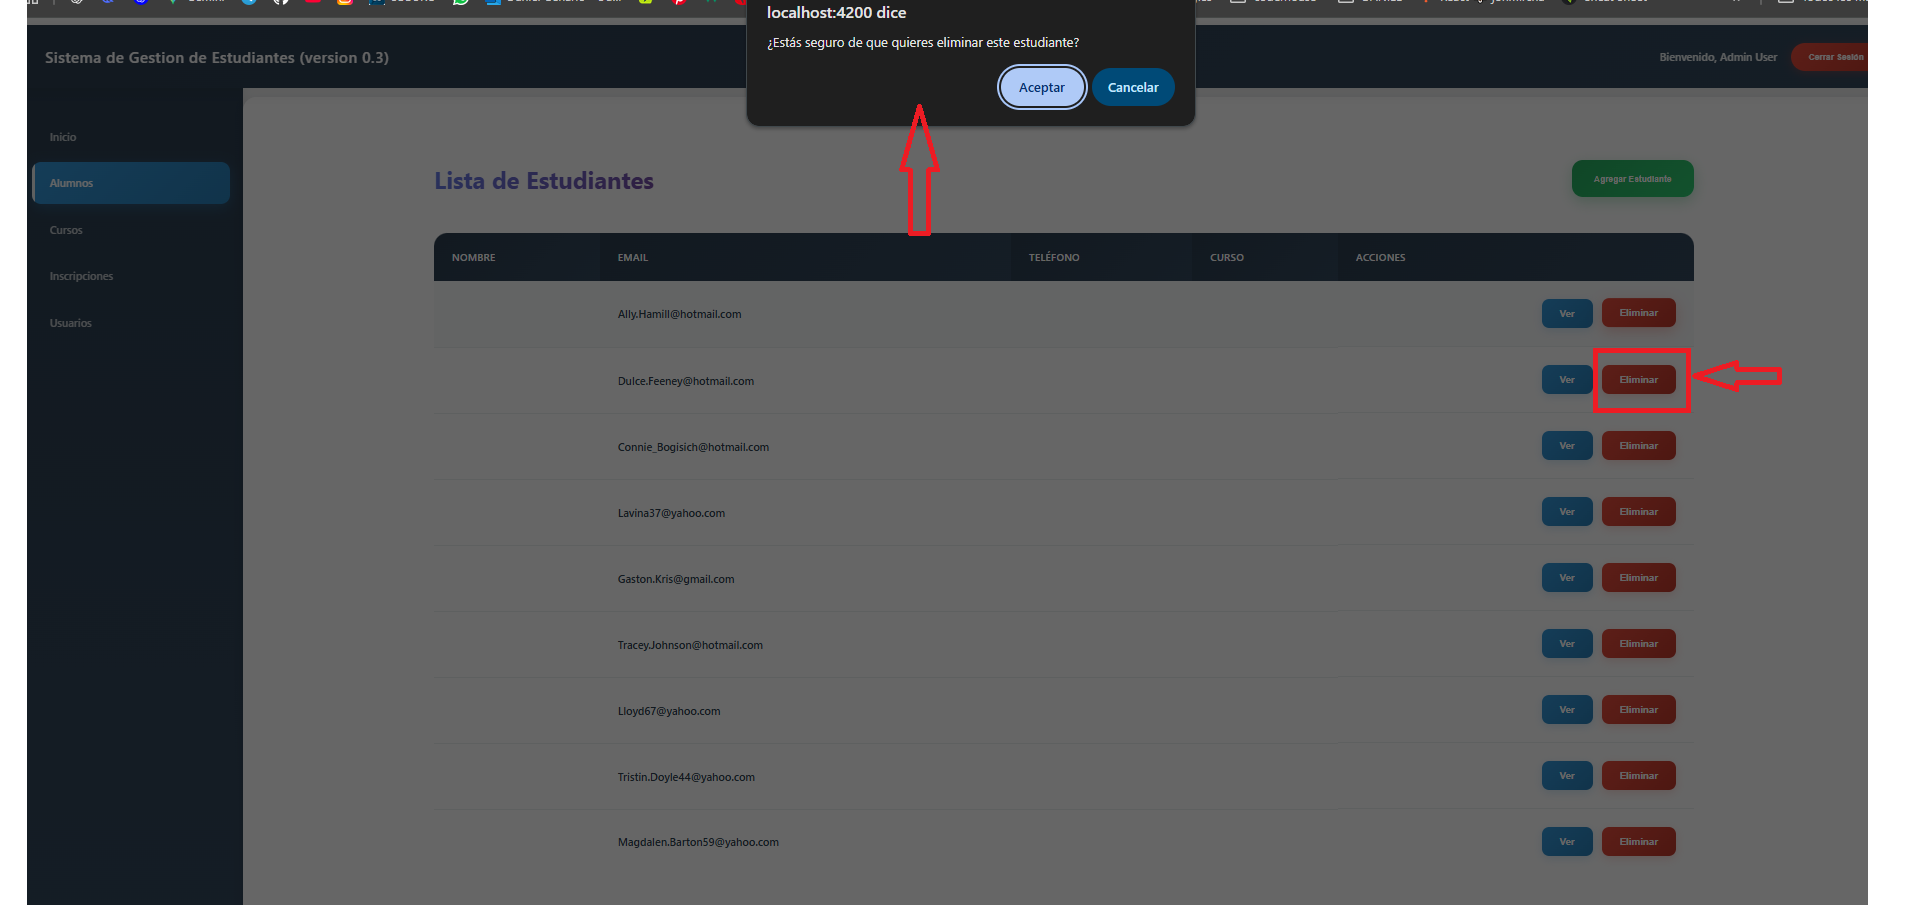 localhost:4200 dice
¿Estás seguro de que quieres eliminar este estudiante?
Aceptar Cancelar
Sistema de Gestion de Estudiantes (version 0.3)
Bienvenido, Admin User Cerrar Sesión
Inicio
Alumnos
Cursos
Inscripciones
Usuarios
Lista de Estudiantes
Agregar Estudiante
NOMBRE EMAIL TELÉFONO CURSO ACCIONES
Ally.Hamill@hotmail.com Ver Eliminar
Dulce.Feeney@hotmail.com Ver Eliminar
Connie_Bogisich@hotmail.com Ver Eliminar
Lavina37@yahoo.com Ver Eliminar
Gaston.Kris@gmail.com Ver Eliminar
Tracey.Johnson@hotmail.com Ver Eliminar
Lloyd67@yahoo.com Ver Eliminar
Tristin.Doyle44@yahoo.com Ver Eliminar
Magdalen.Barton59@yahoo.com Ver Eliminar